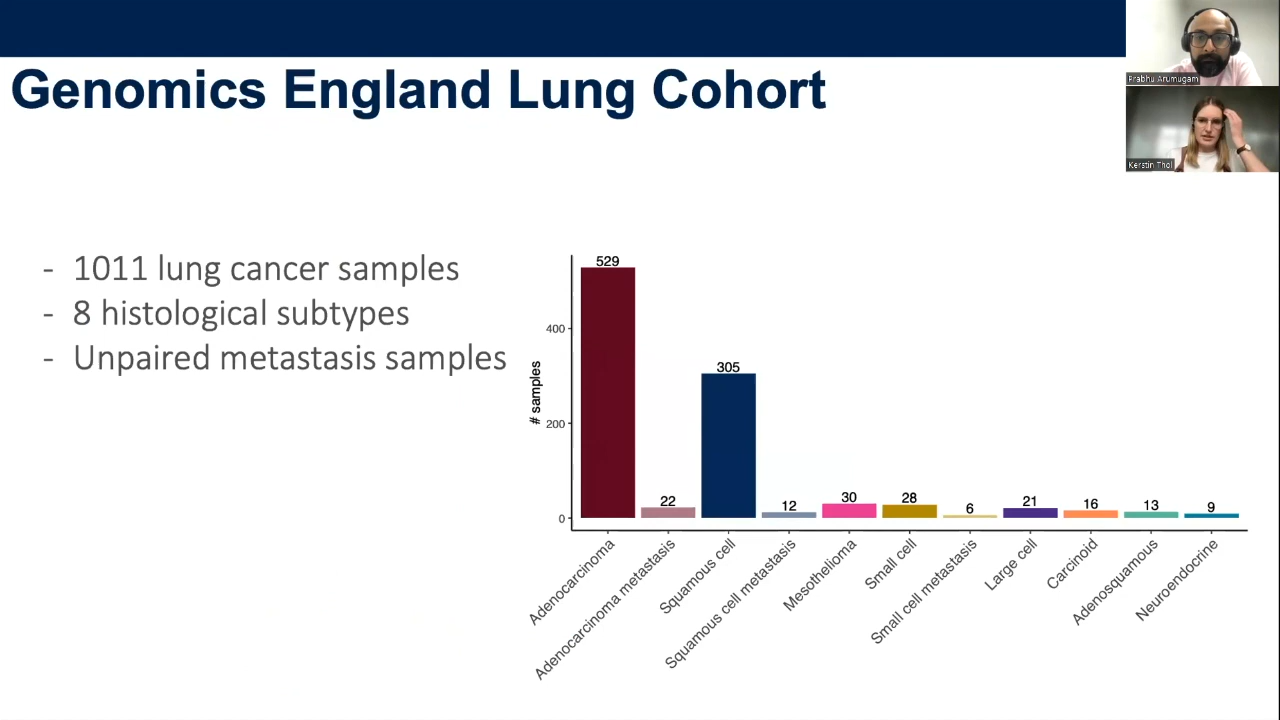 Genomics England Lung Cohort
Prabhu Arumugam
Kerstin Thol
- 1011 lung cancer samples
- 8 histological subtypes
- Unpaired metastasis samples
# samples
400
200
0
529
22
305
12
30
28
6
21
16
13
9
Adenocarcinoma
Adenocarcinoma metastasis
Squamous cell
Squamous cell metastasis
Mesothelioma
Small cell
Small cell metastasis
Large cell
Carcinoid
Adenosquamous
Neuroendocrine